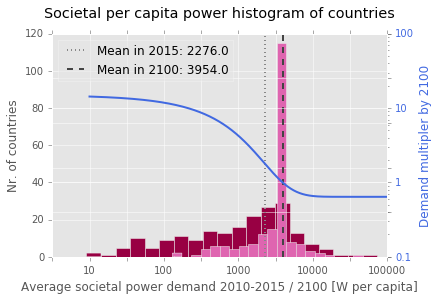 Societal per capita power histogram of countries
120
100
80
60
40
20
0
Nr. of countries
Mean in 2015: 2276.0
Mean in 2100: 3954.0
100
10
1
0.1
Demand multiplier by 2100
10
100
1000
10000
100000
Average societal power demand 2010-2015 / 2100 [W per capita]